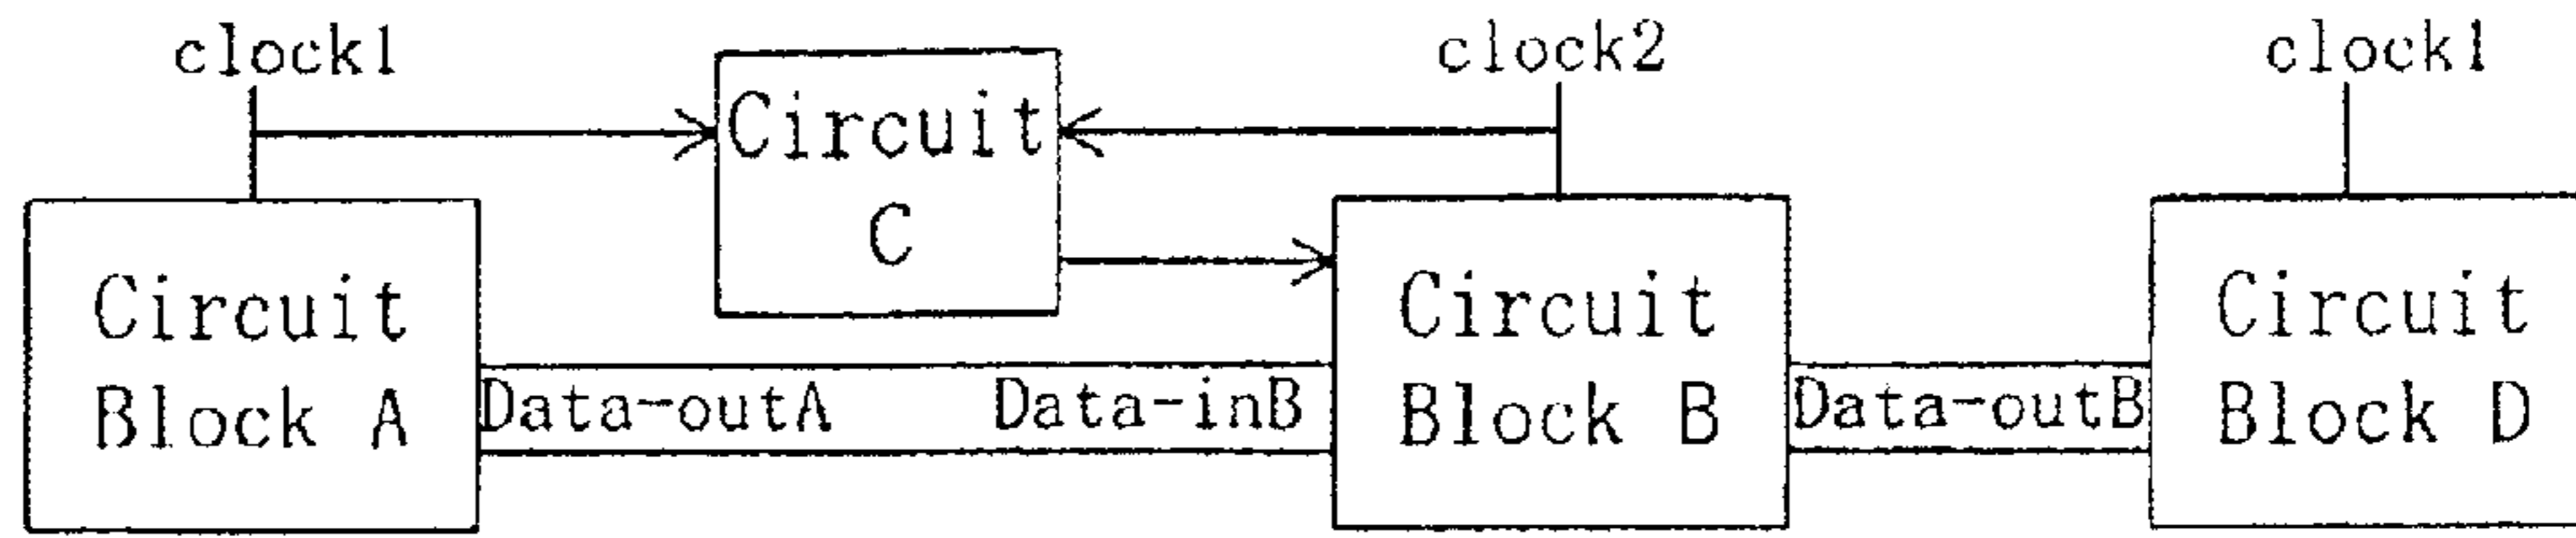 clock1
clock2
clock1
Circuit
C
Circuit
Block A
Data-outA
Data-inB
Circuit
Block B
Data-outB
Circuit
Block D